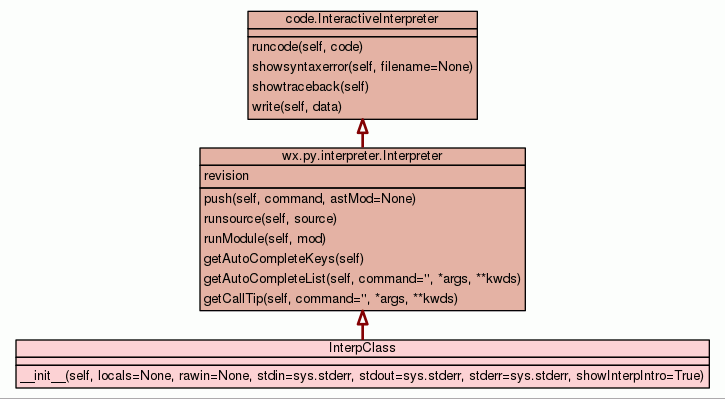 code.InteractiveInterpreter
runcode(self, code)
showsyntaxerror(self, filename=None)
showtraceback(self)
write(self, data)
wx.py.interpreter.Interpreter
revision
push(self, command, astMod=None)
runsource(self, source)
runModule(self, mod)
getAutoCompleteKeys(self)
getAutoCompleteList(self, command='', *args, **kwds)
getCallTip(self, command='', *args, **kwds)
InterpClass
__init__(self, locals=None, rawin=None, stdin=sys.stderr, stdout=sys.stderr, stderr=sys.stderr, showInterpIntro=True)